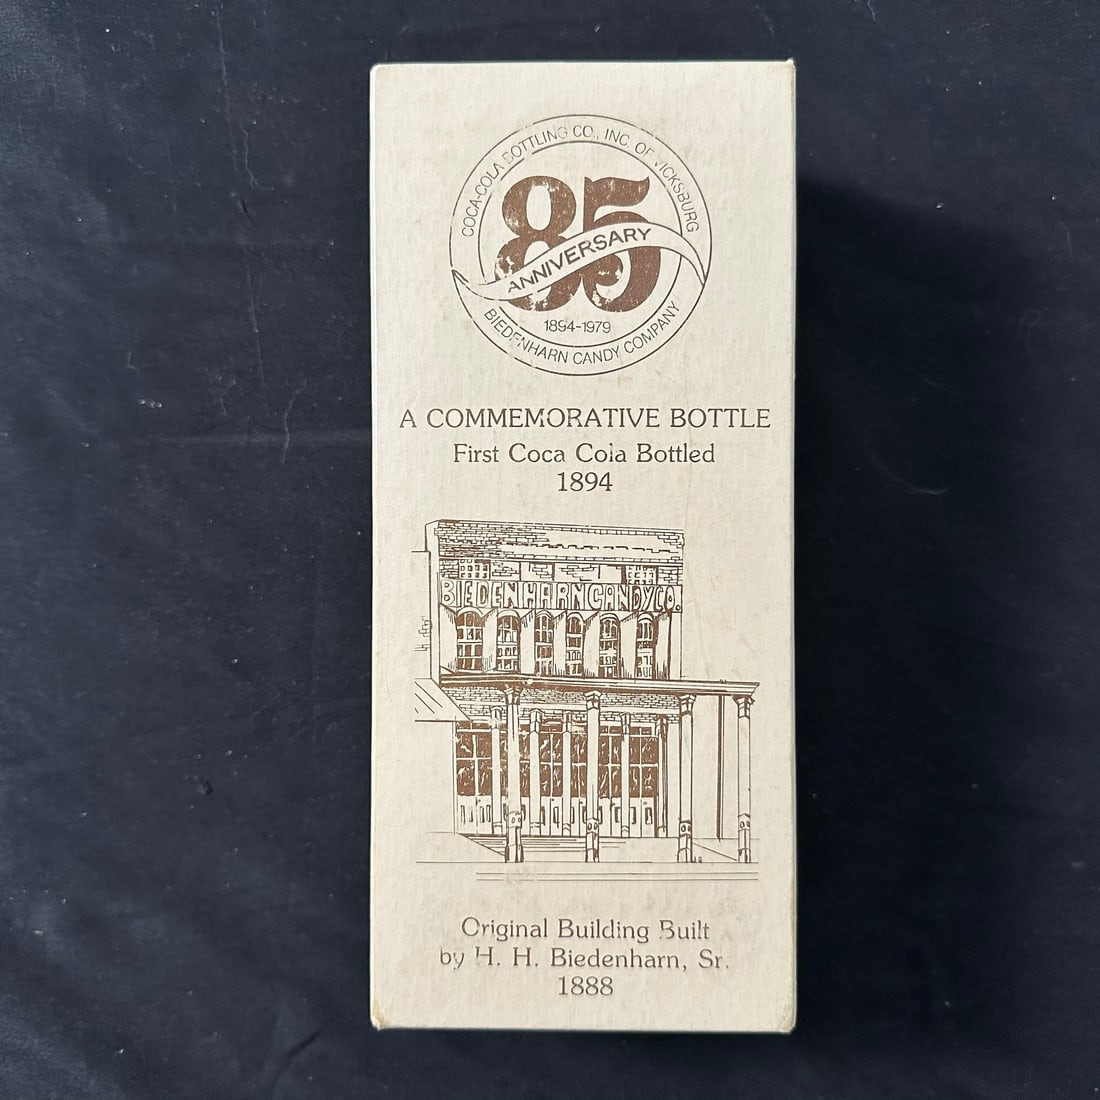 COCA-COLA BOTTLING CO., INC. OF VICKSBURG
85
ANNIVERSARY
1894-1979
BIEDENHARN CANDY COMPANY
A COMMEMORATIVE BOTTLE
First Coca Cola Bottled
1894
BIEDENHARN CANDY CO.
Original Building Built
by H. H. Biedenharn, Sr.
1888